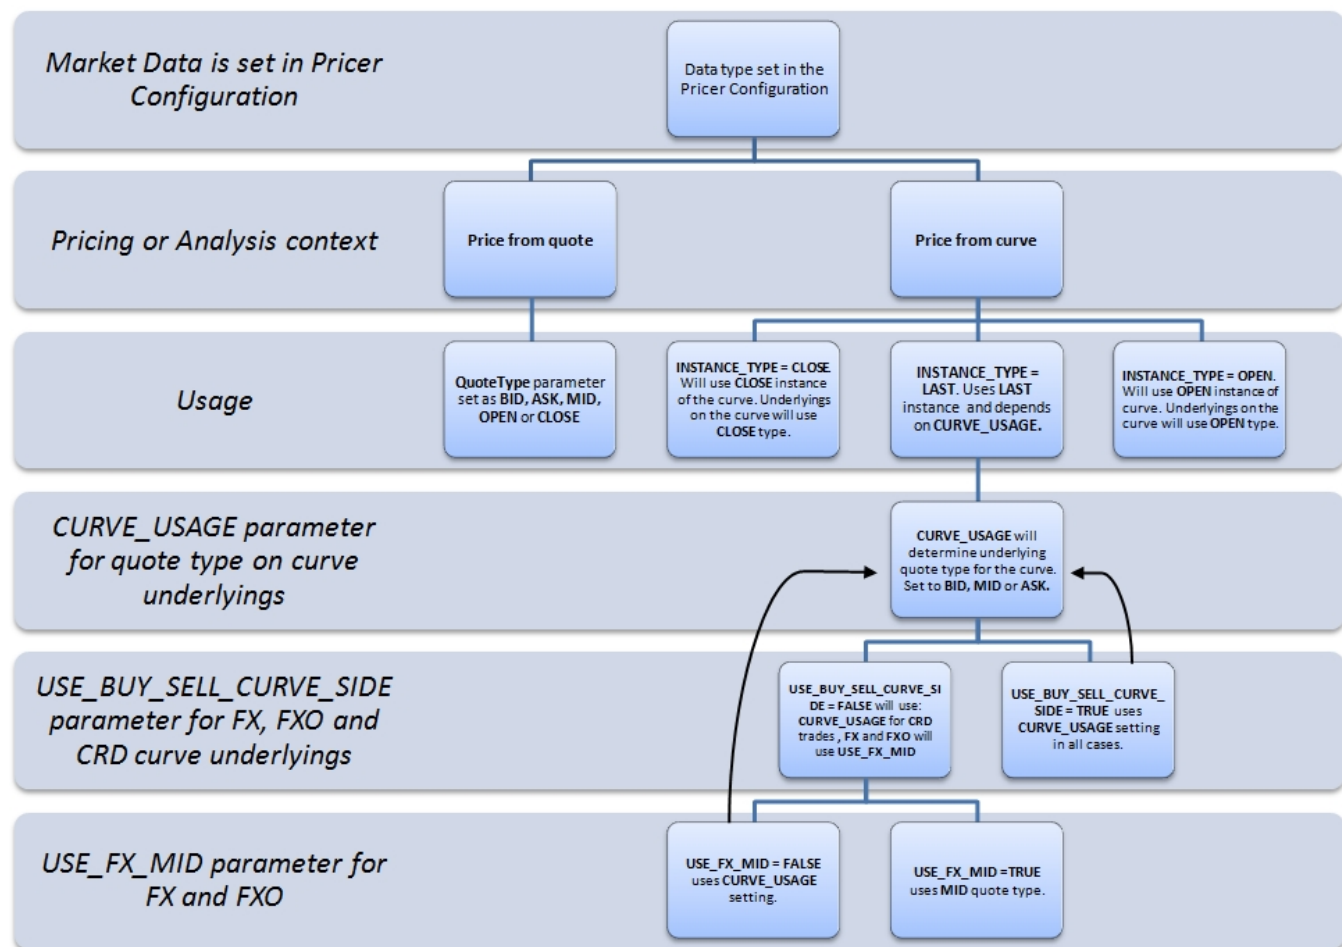 Market Data is set in Pricer
Configuration
Data type set in the
Pricer Configuration
Pricing or Analysis context
Price from quote
Price from curve
Usage
QuoteType parameter
set as BID, ASK, MID,
OPEN or CLOSE
INSTANCE_TYPE = CLOSE.
Will use CLOSE instance
of the curve. Underlyings
on the curve will use
CLOSE type.
INSTANCE_TYPE =
LAST. Uses LAST
instance and depends
on CURVE_USAGE.
INSTANCE_TYPE = OPEN.
Will use OPEN instance of
curve. Underlyings on the
curve will use OPEN type.
CURVE_USAGE parameter
for quote type on curve
underlyings
CURVE_USAGE will
determine underlying
quote type for the curve.
Set to BID, MID or ASK.
USE_BUY_SELL_CURVE_SIDE
parameter for FX, FXO and
CRD curve underlyings
USE_BUY_SELL_CURVE_SI
DE = FALSE will use:
CURVE_USAGE for CRD
trades , FX and FXO will
use USE_FX_MID
USE_BUY_SELL_CURVE_
SIDE = TRUE uses
CURVE_USAGE setting
in all cases.
USE_FX_MID parameter for
FX and FXO
USE_FX_MID = FALSE
uses CURVE_USAGE
setting.
USE_FX_MID =TRUE
uses MID quote type.